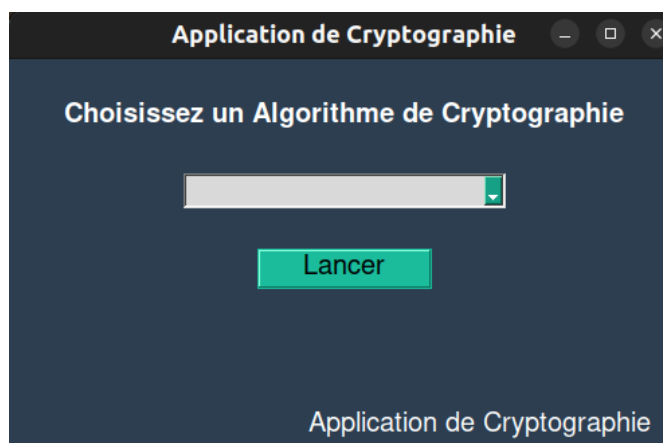 Application de Cryptographie
Choisissez un Algorithme de Cryptographie
Lancer
Application de Cryptographie